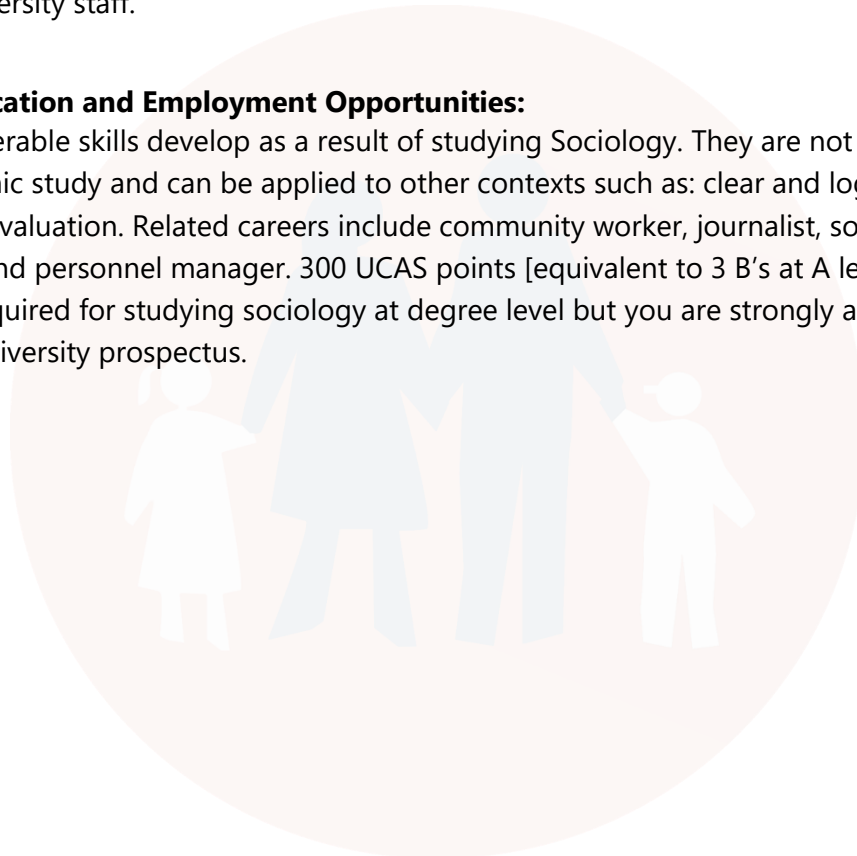 ersity staff.
cation and Employment Opportunities:
erable skills develop as a result of studying Sociology. They are not
nic study and can be applied to other contexts such as: clear and log
valuation. Related careers include community worker, journalist, so
nd personnel manager. 300 UCAS points [equivalent to 3 B's at A le
quired for studying sociology at degree level but you are strongly a
iversity prospectus.